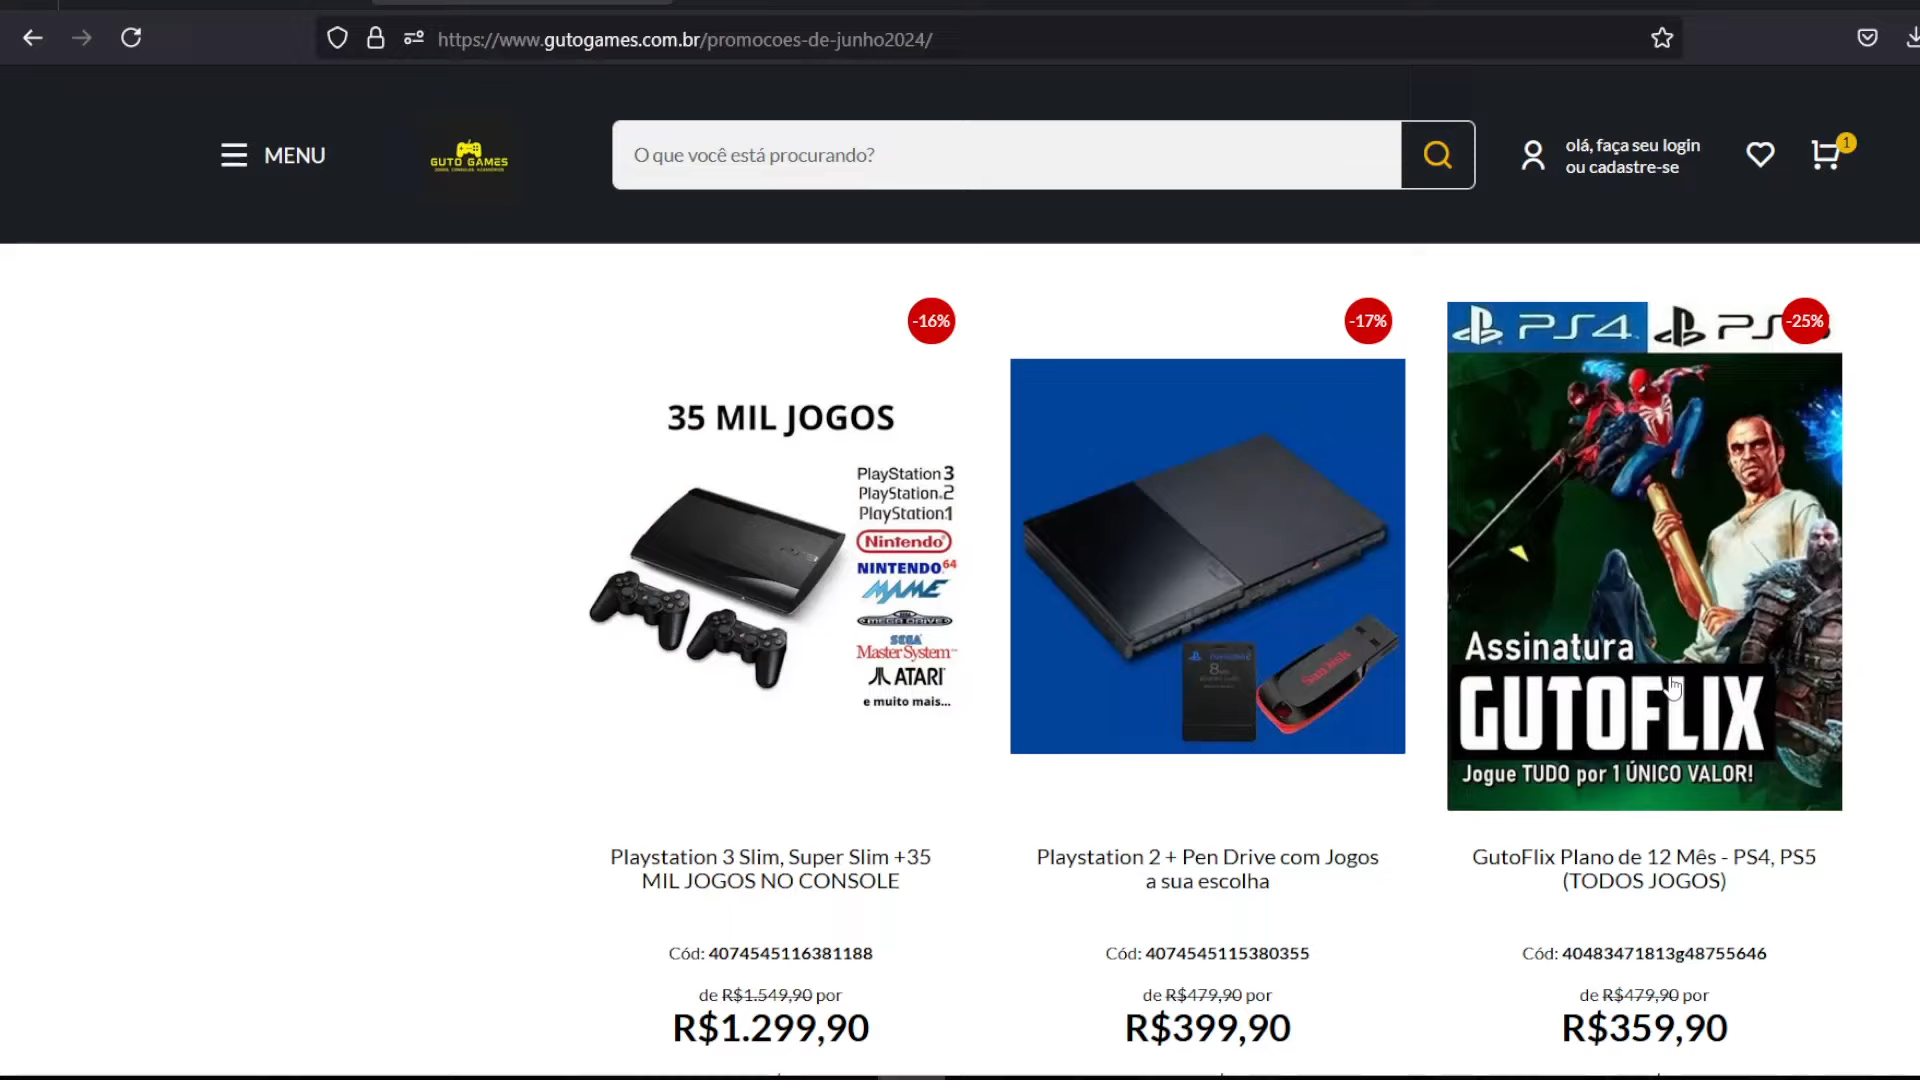 https://www.gutogames.com.br/promocoes-de-junho2024/
MENU
GUTO GAMES
O que você está procurando?
olá, faça seu login
ou cadastre-se
1
-16%
35 MIL JOGOS
PlayStation 3
PlayStation.2
PlayStation1
Nintendo
NINTENDO 64
MAME
MEGA DRIVE
SEGA
Master System
ATARI
e muito mais...
Playstation 3 Slim, Super Slim +35
MIL JOGOS NO CONSOLE
Cód: 4074545116381188
de R$1.549,90 por
R$1.299,90
-17%
8
SanDisk
Playstation 2 + Pen Drive com Jogos
a sua escolha
Cód: 4074545115380355
de R$479,90 por
R$399,90
PS4
-25%
Assinatura
GUTOFLIX
Jogue TUDO por 1 ÚNICO VALOR!
GutoFlix Plano de 12 Mês - PS4, PS5
(TODOS JOGOS)
Cód: 40483471813g48755646
de R$479,90 por
R$359,90